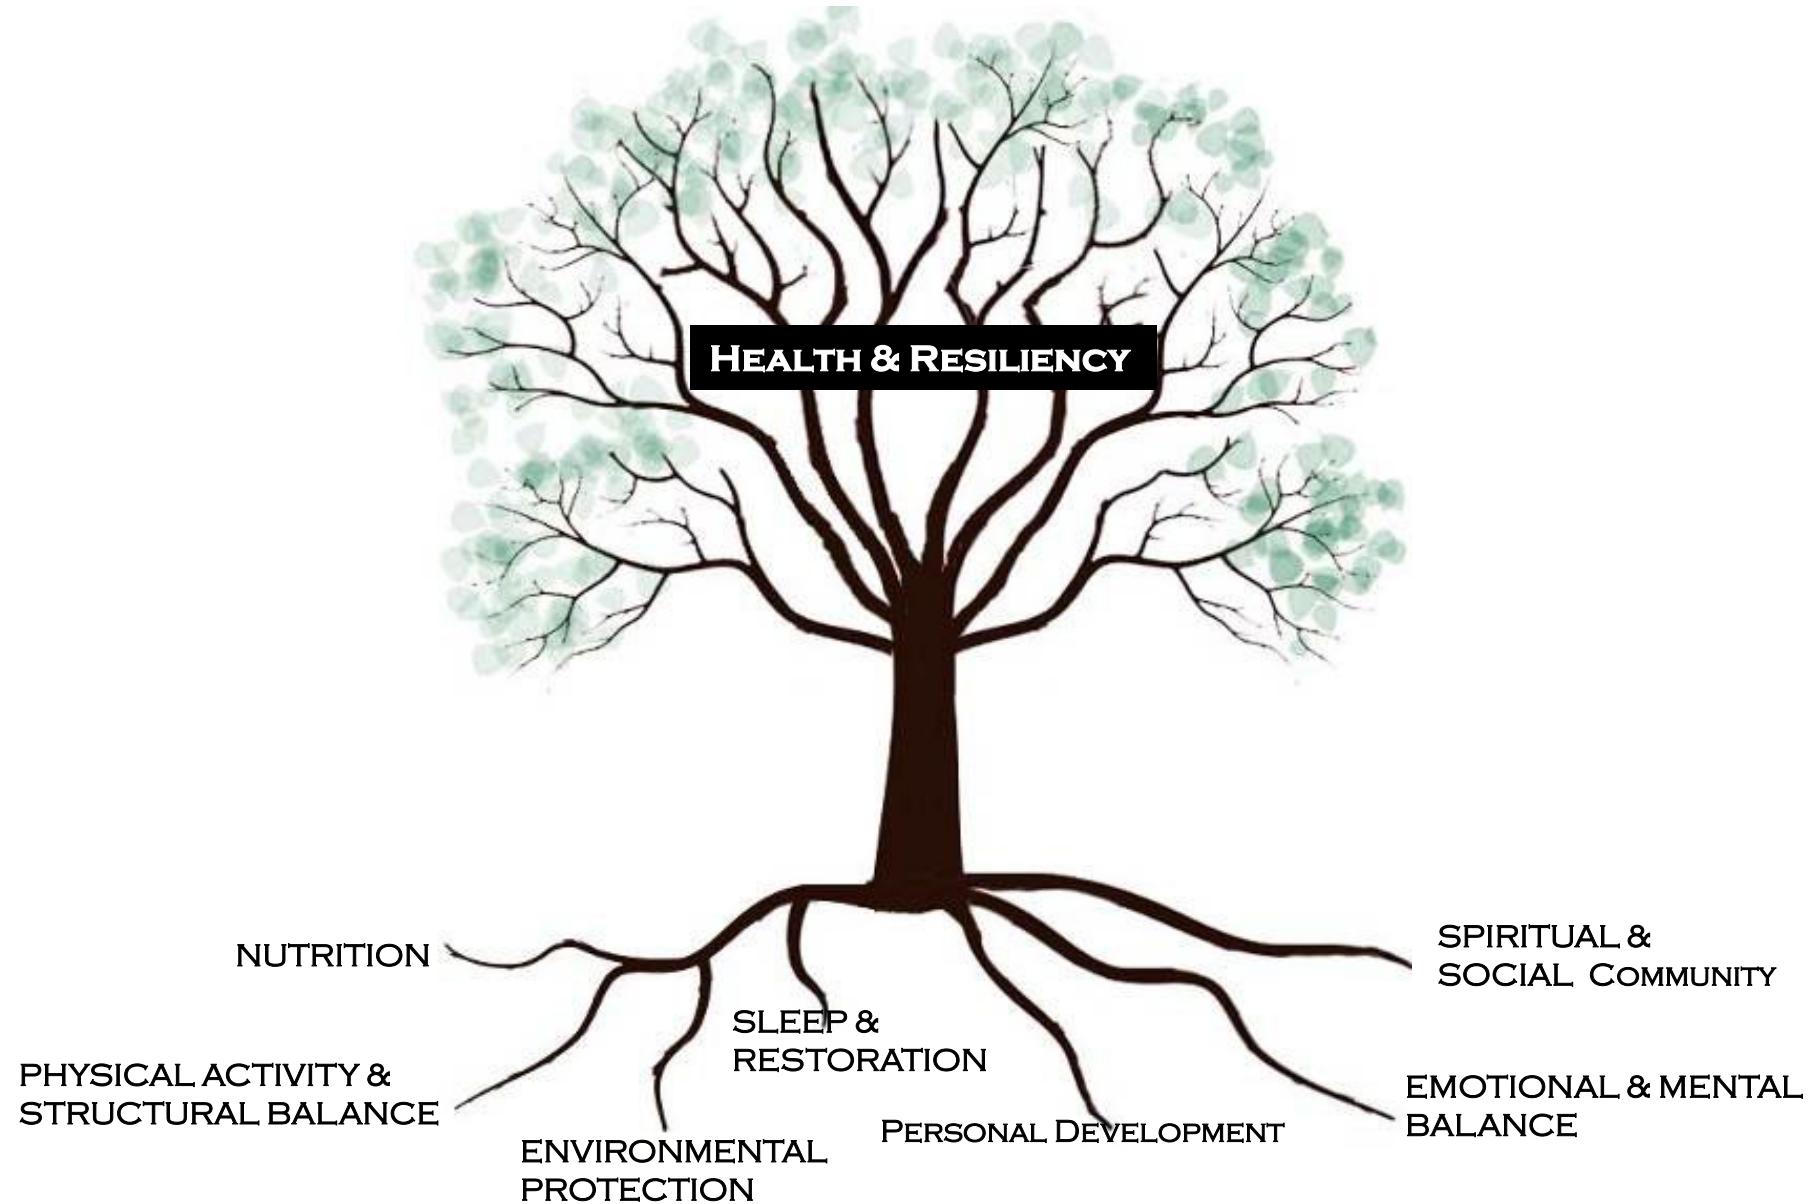 HEALTH & RESILIENCY
NUTRITION
PHYSICAL ACTIVITY &
STRUCTURAL BALANCE
ENVIRONMENTAL
PROTECTION
SLEEP &
RESTORATION
PERSONAL DEVELOPMENT
EMOTIONAL & MENTAL
BALANCE
SPIRITUAL &
SOCIAL COMMUNITY